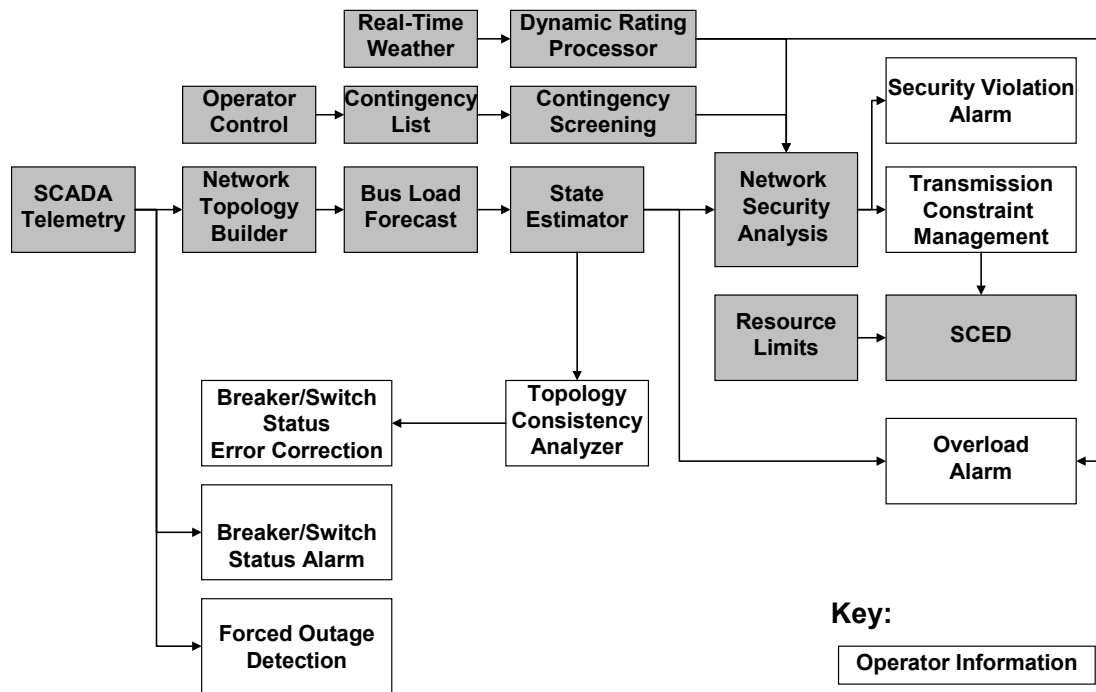 Real-Time
Weather
Dynamic Rating
Processor
Operator
Control
Contingency
List
Contingency
Screening
Security Violation
Alarm
SCADA
Telemetry
Network
Topology
Builder
Bus Load
Forecast
State
Estimator
Network
Security
Analysis
Transmission
Constraint
Management
Resource
Limits
SCED
Breaker/Switch
Status
Error Correction
Topology
Consistency
Analyzer
Overload
Alarm
Breaker/Switch
Status Alarm
Forced Outage
Detection
Key:
Operator Information